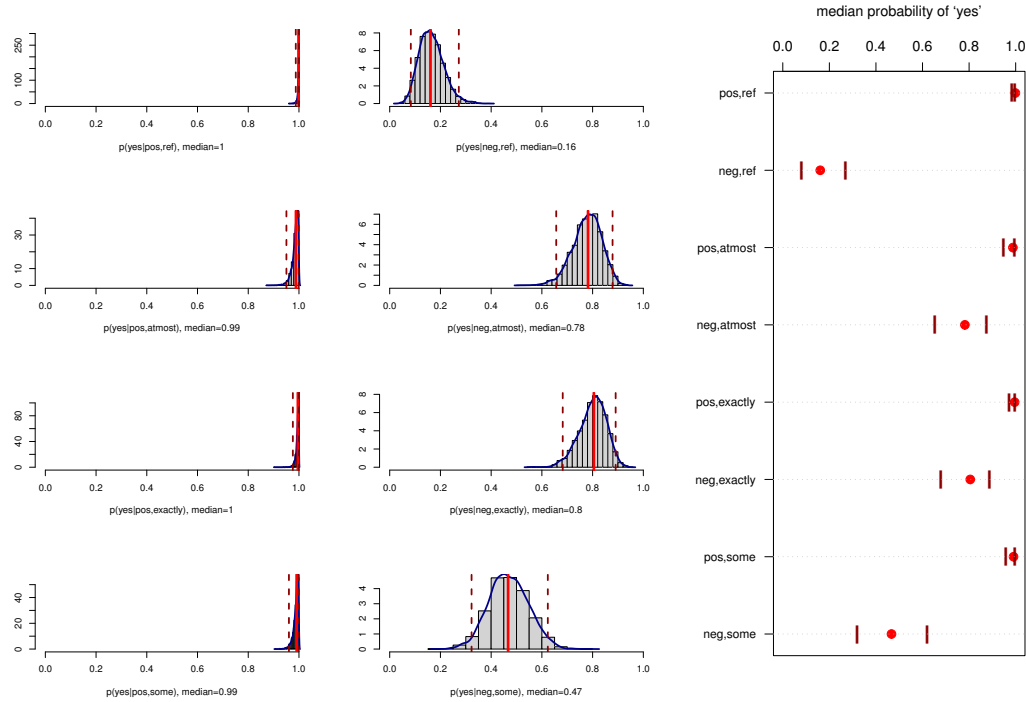 0 50 150 250
0.0 0.2 0.4 0.6 0.8 1.0
p(yes|pos,ref), median=1
0 2 4 6 8
0.0 0.2 0.4 0.6 0.8 1.0
p(yes|neg,ref), median=0.16
0 10 30
0.0 0.2 0.4 0.6 0.8 1.0
p(yes|pos,atmost), median=0.99
0 2 4 6
0.0 0.2 0.4 0.6 0.8 1.0
p(yes|neg,atmost), median=0.78
0 20 40 60 80
0.0 0.2 0.4 0.6 0.8 1.0
p(yes|pos,exactly), median=1
0 2 4 6 8
0.0 0.2 0.4 0.6 0.8 1.0
p(yes|neg,exactly), median=0.8
0 10 20 30 40
0.0 0.2 0.4 0.6 0.8 1.0
p(yes|pos,some), median=0.99
0 1 2 3 4
0.0 0.2 0.4 0.6 0.8 1.0
p(yes|neg,some), median=0.47
median probability of ‘yes’
0.0 0.2 0.4 0.6 0.8 1.0
pos,ref
neg,ref
pos,atmost
neg,atmost
pos,exactly
neg,exactly
pos,some
neg,some